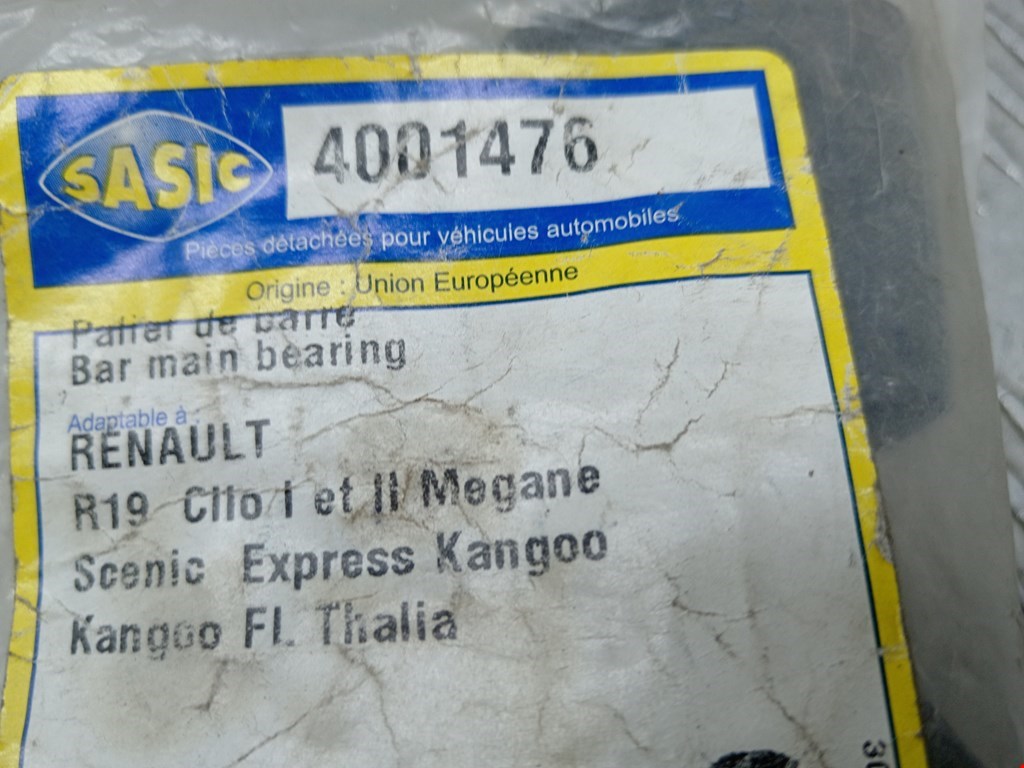 SASIC
4001476
Pièces détachées pour véhicules automobiles
Origine : Union Européenne
Palier de barre
Bar main bearing
Adaptable à :
RENAULT
R19 Clio I et II Megane
Scenic Express Kangoo
Kangoo FL Thalia